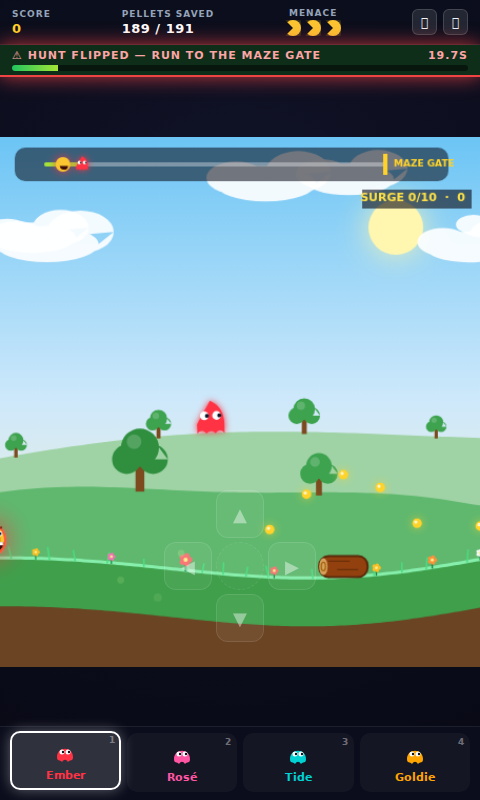 SCORE
0
PELLETS SAVED
189 / 191
MENACE
⚠ HUNT FLIPPED — RUN TO THE MAZE GATE
19.7S
MAZE GATE
SURGE 0/10 · 0
1
Ember
2
Rosé
3
Tide
4
Goldie